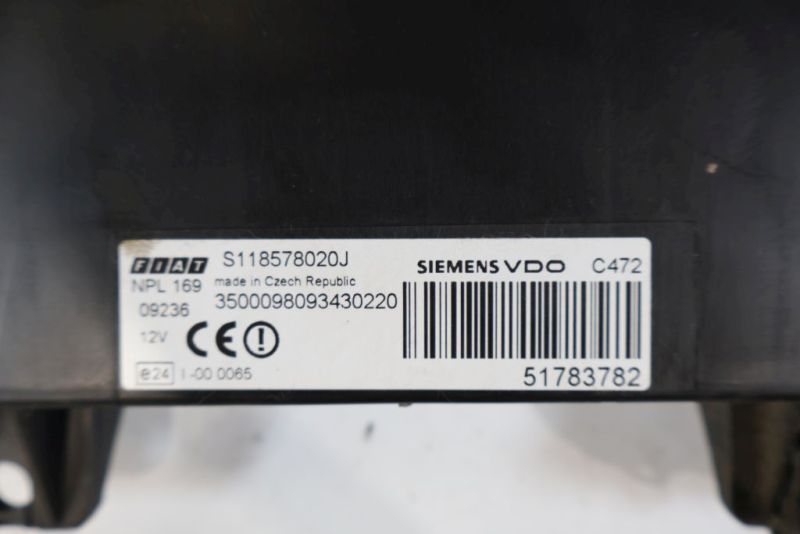 FIAT S118578020J SIEMENS VDO C472
NPL 169 made in Czech Republic
09236 3500098093430220
12V CE
e24 I -00 0065 51783782